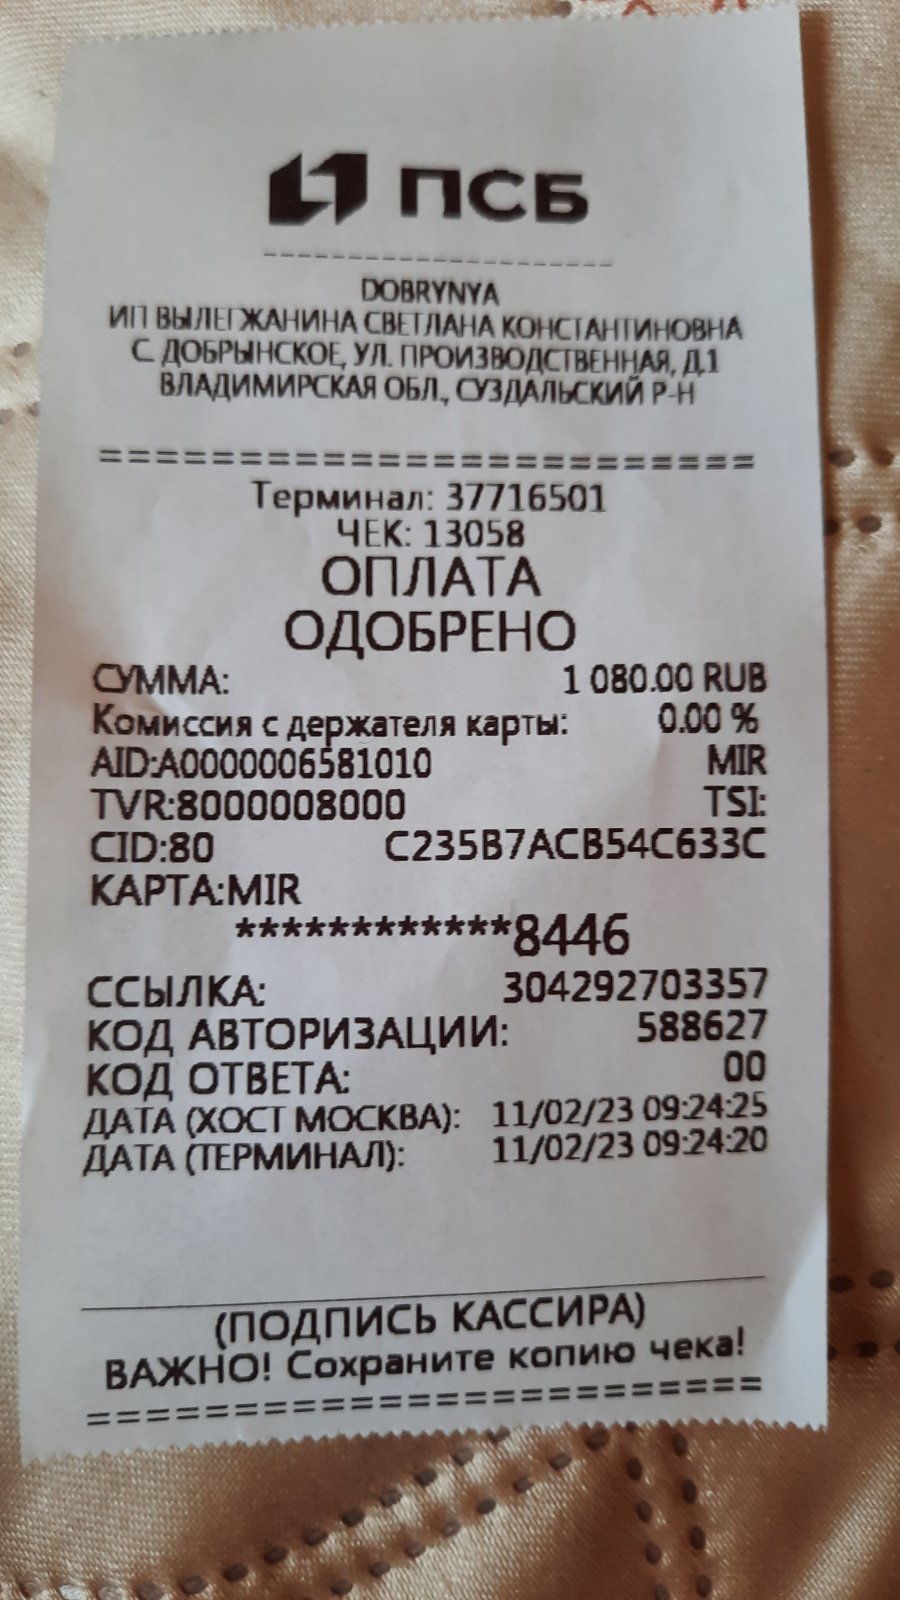 ПСБ
---------------------
DOBRYNYA
ИП ВЫЛЕГЖАНИНА СВЕТЛАНА КОНСТАНТИНОВНА
С. ДОБРЫНСКОЕ, УЛ. ПРОИЗВОДСТВЕННАЯ, Д.1
ВЛАДИМИРСКАЯ ОБЛ., СУЗДАЛЬСКИЙ Р-Н
========================
Терминал: 37716501
ЧЕК: 13058
ОПЛАТА
ОДОБРЕНО
СУММА: 1 080.00 RUB
Комиссия с держателя карты: 0.00 %
AID:A0000006581010 MIR
TVR:8000008000 TSI:
CID:80 C235B7ACB54C633C
КАРТА:MIR
************8446
ССЫЛКА: 304292703357
КОД АВТОРИЗАЦИИ: 588627
КОД ОТВЕТА: 00
ДАТА (ХОСТ МОСКВА): 11/02/23 09:24:25
ДАТА (ТЕРМИНАЛ): 11/02/23 09:24:20
(ПОДПИСЬ КАССИРА)
ВАЖНО! Сохраните копию чека!
========================